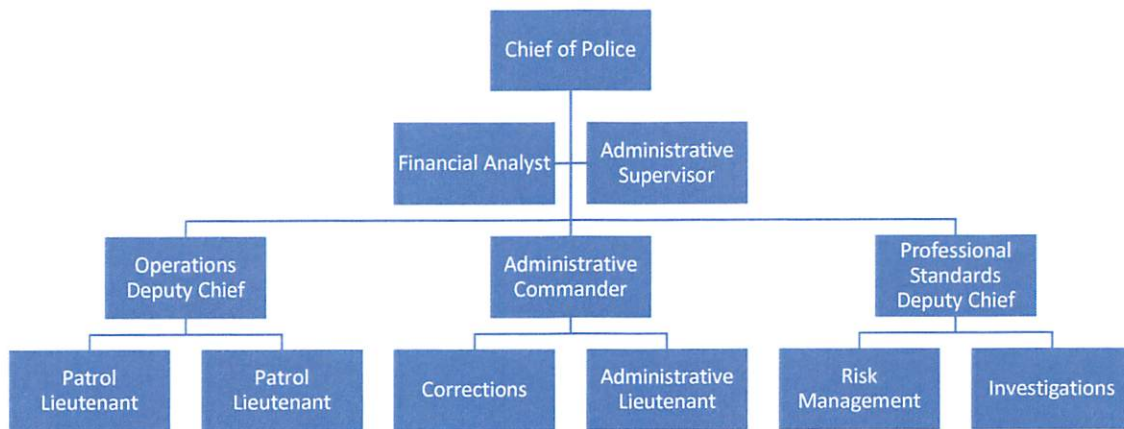 Chief of Police
Financial Analyst
Administrative
Supervisor
Operations
Deputy Chief
Administrative
Commander
Professional
Standards
Deputy Chief
Patrol
Lieutenant
Patrol
Lieutenant
Corrections
Administrative
Lieutenant
Risk
Management
Investigations